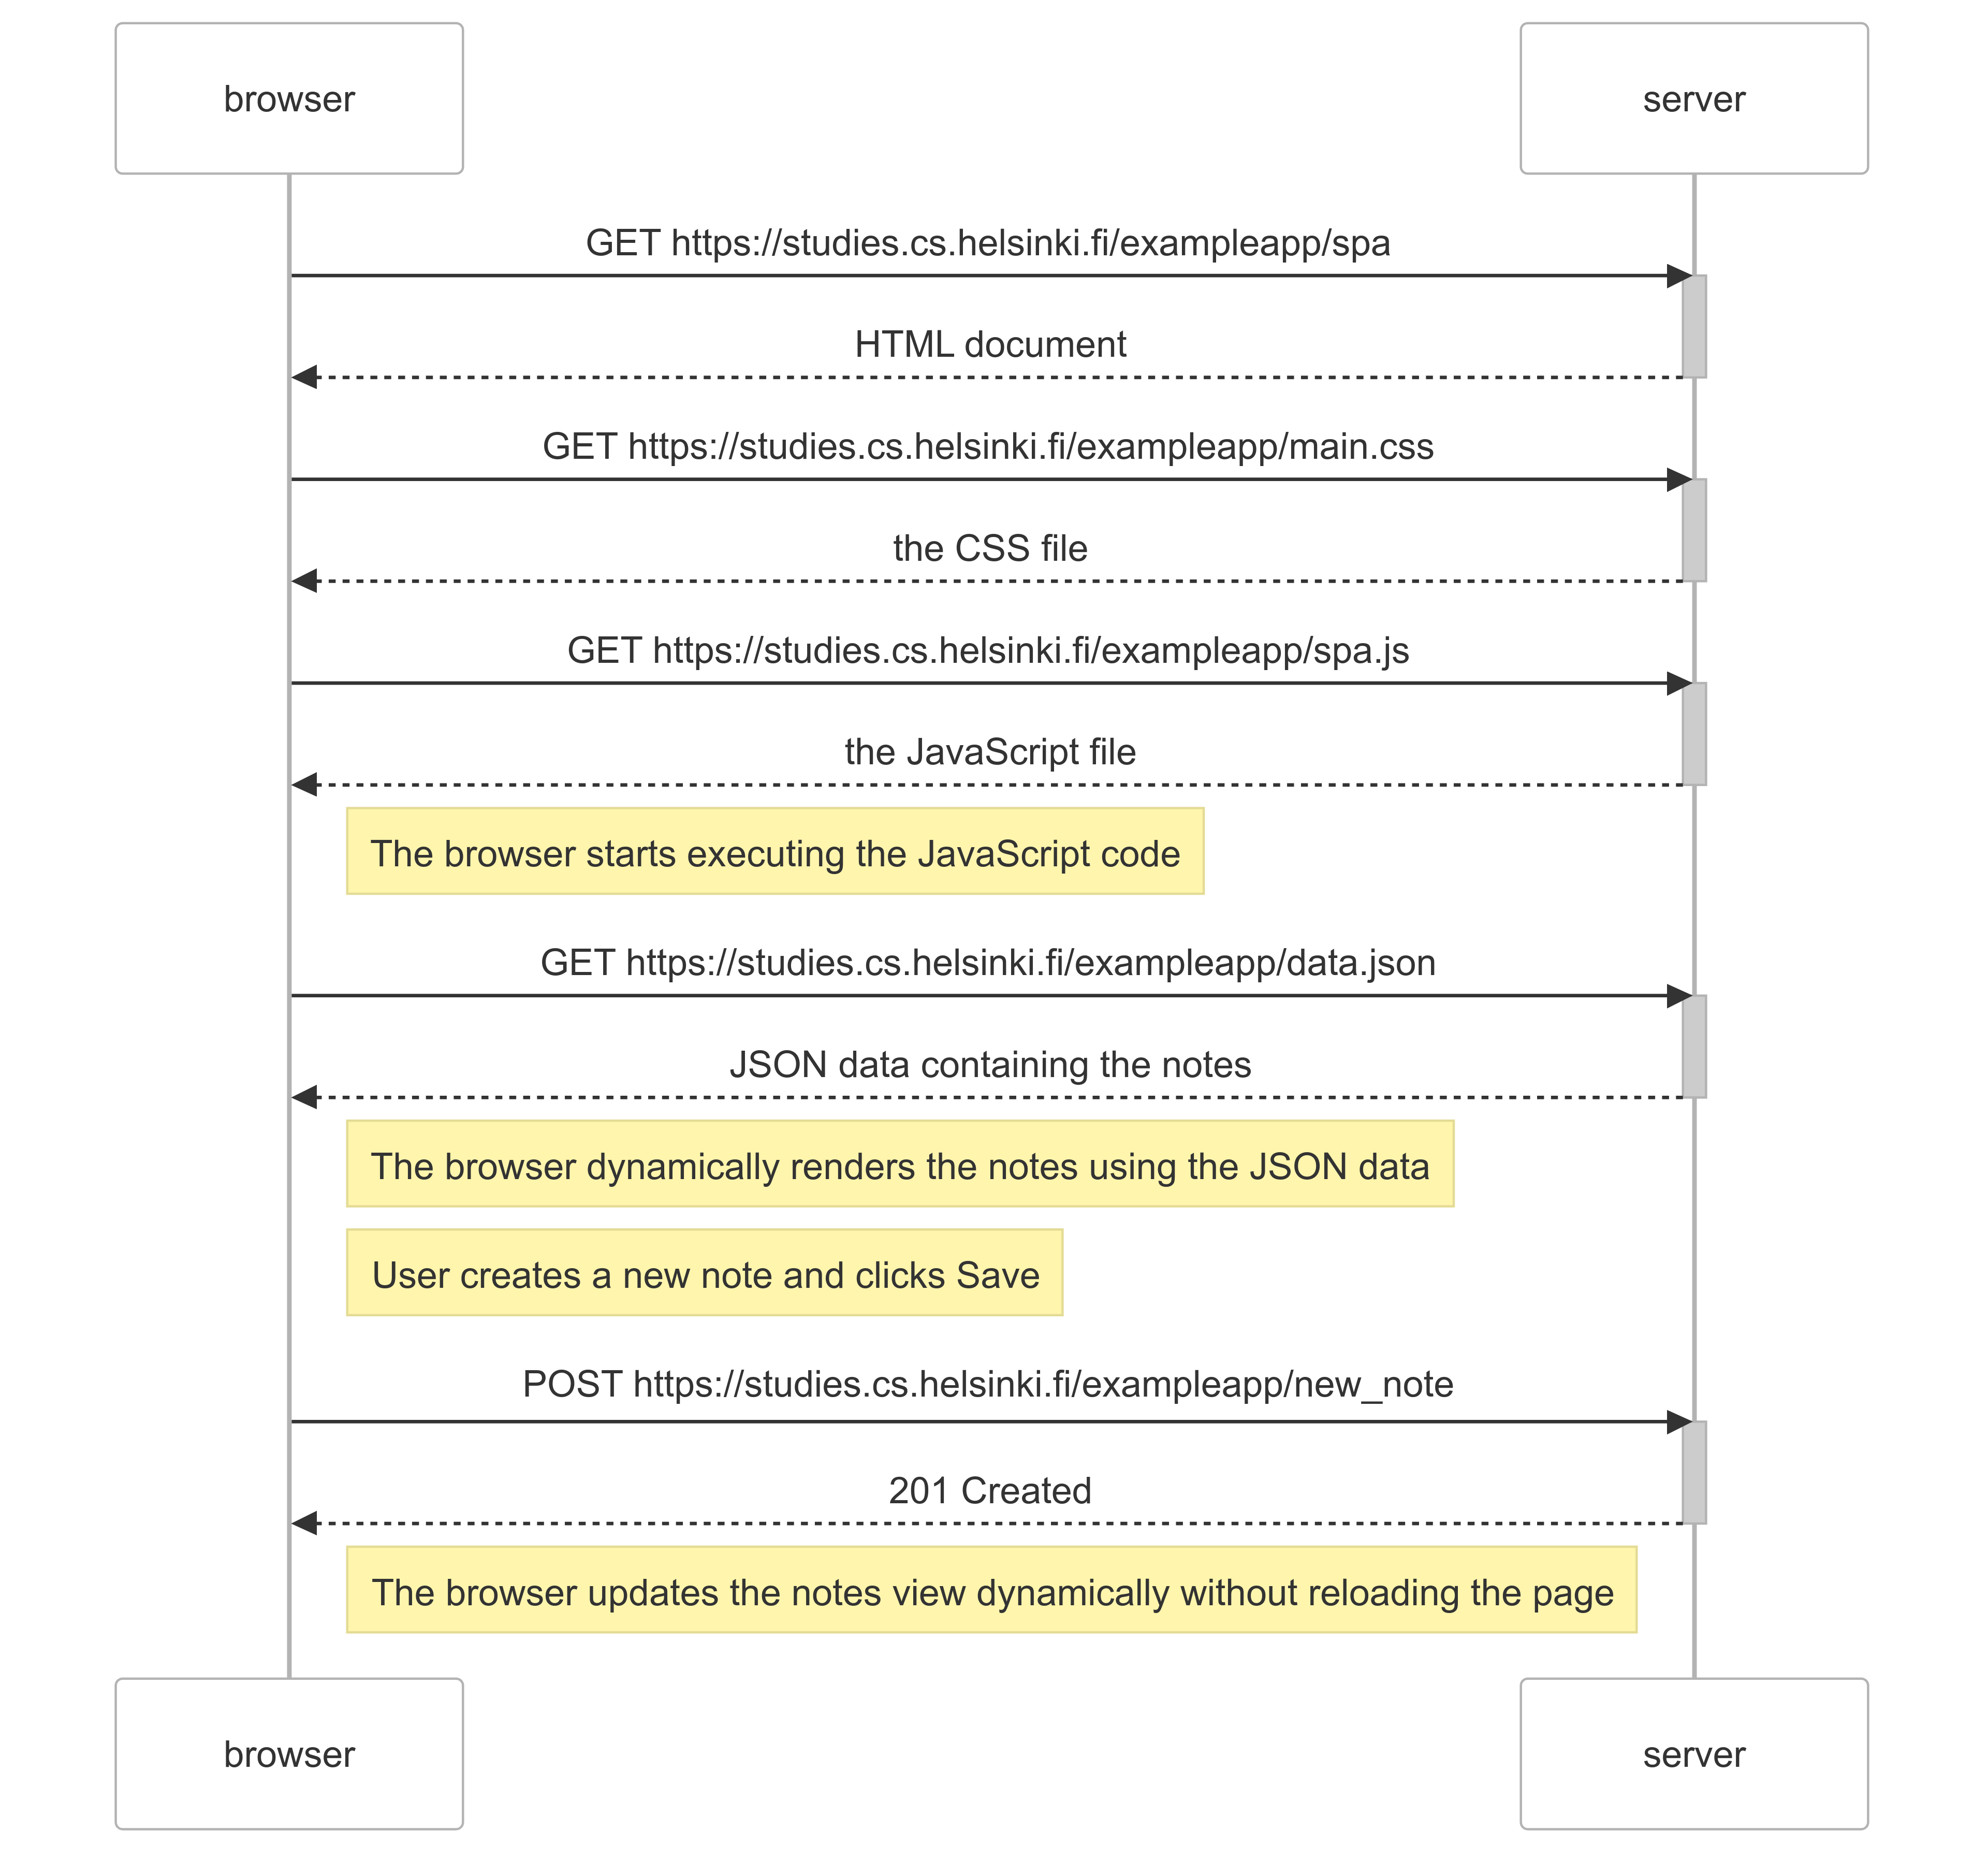 browser
server
GET https://studies.cs.helsinki.fi/exampleapp/spa
HTML document
GET https://studies.cs.helsinki.fi/exampleapp/main.css
the CSS file
GET https://studies.cs.helsinki.fi/exampleapp/spa.js
the JavaScript file
The browser starts executing the JavaScript code
GET https://studies.cs.helsinki.fi/exampleapp/data.json
JSON data containing the notes
The browser dynamically renders the notes using the JSON data
User creates a new note and clicks Save
POST https://studies.cs.helsinki.fi/exampleapp/new_note
201 Created
The browser updates the notes view dynamically without reloading the page
browser
server